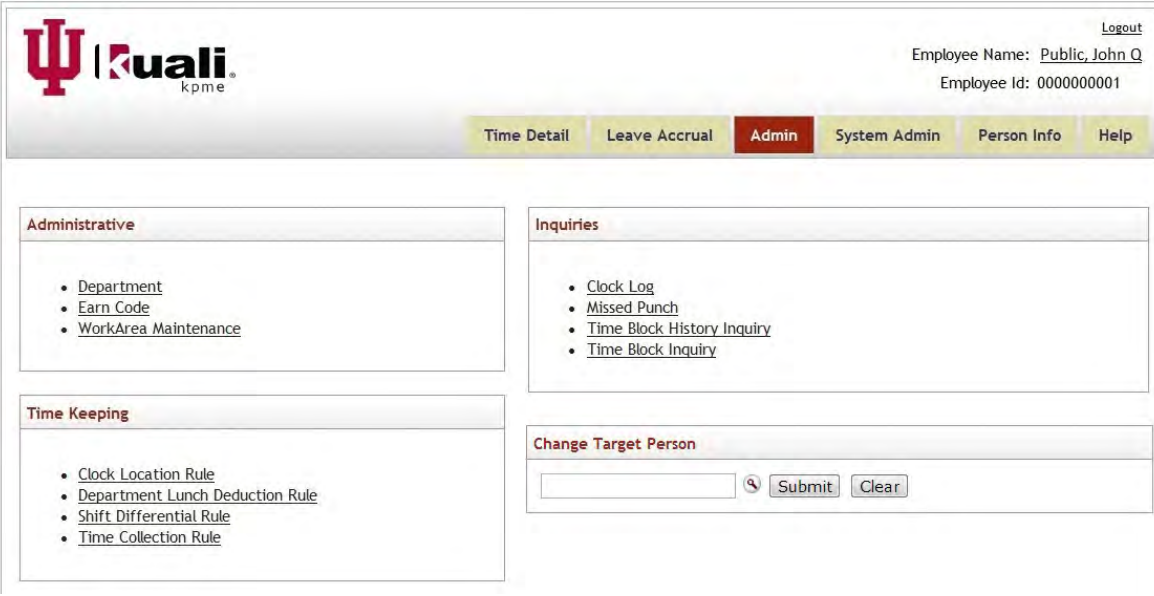 Logout
kuali.
kpme
Employee Name: Public, John Q
Employee Id: 0000000001
Time Detail Leave Accrual Admin System Admin Person Info Help
Administrative
• Department
• Earn Code
• WorkArea Maintenance
Time Keeping
• Clock Location Rule
• Department Lunch Deduction Rule
• Shift Differential Rule
• Time Collection Rule
Inquiries
• Clock Log
• Missed Punch
• Time Block History Inquiry
• Time Block Inquiry
Change Target Person
Submit Clear